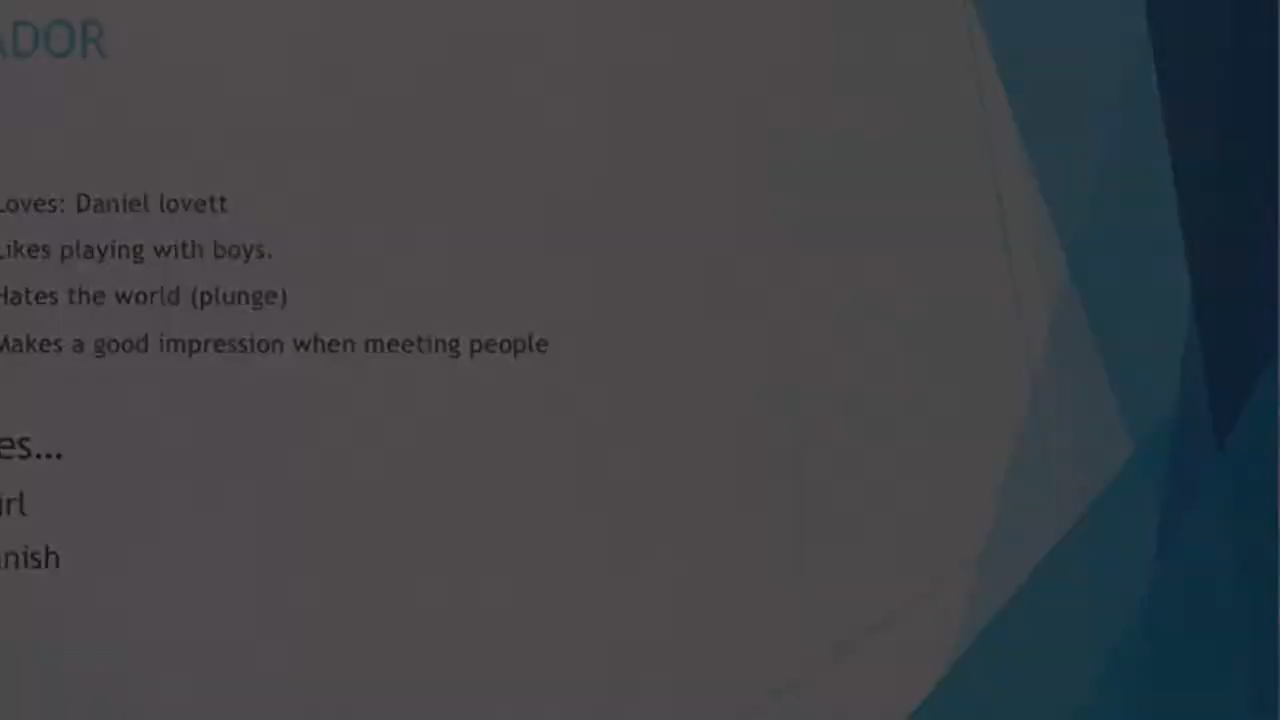 ADOR
Loves: Daniel lovett
Likes playing with boys.
Hates the world (plunge)
Makes a good impression when meeting people
es...
irl
nish